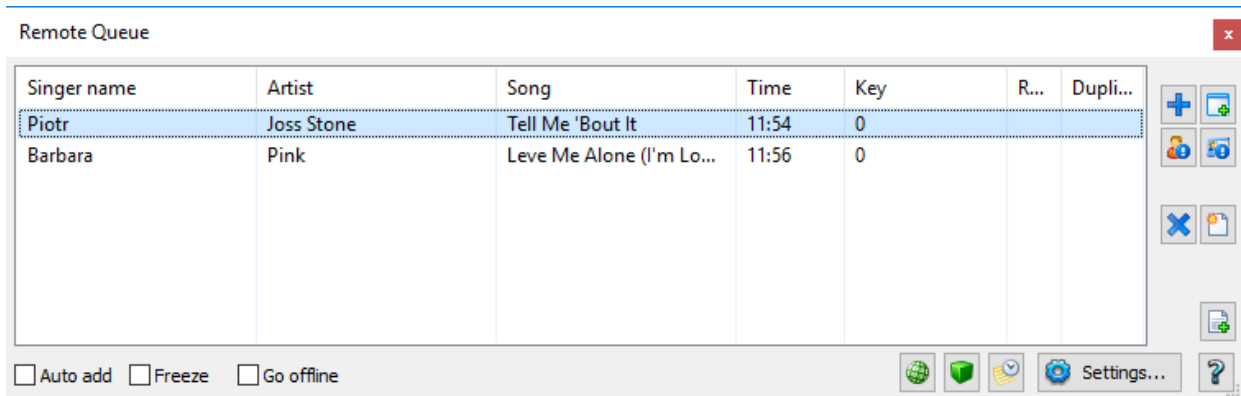 Remote Queue
Singer name Artist Song Time Key R... Dupli...
Piotr Joss Stone Tell Me 'Bout It 11:54 0
Barbara Pink Leve Me Alone (I'm Lo... 11:56 0
Auto add Freeze Go offline Settings...